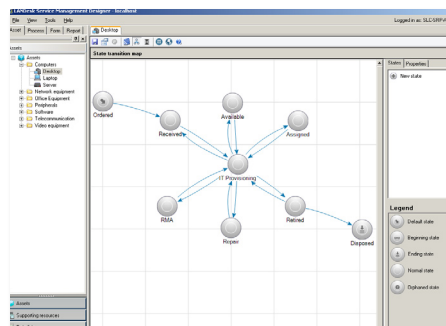 LANDesk Service Management Designer - localhost
File View Tools Help
Logged in as: SLC\SRPV
Asset Process Form Report
Desktop
Assets
State transition map
States Properties
Assets
Computers
Desktop
Laptop
Server
Network equipment
Office Equipment
Peripherals
Software
Telecommunication
Video equipment
New state
Ordered
Received
Available
Assigned
IT Provisioning
RMA
Repair
Retired
Disposed
Legend
Default state
Beginning state
Ending state
Normal state
Orphaned state
Assets
Supporting resources